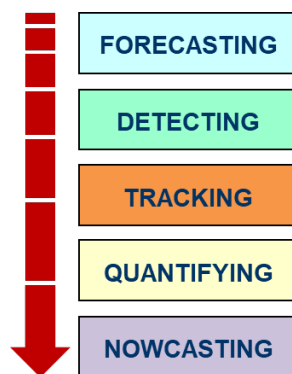 FORECASTING
DETECTING
TRACKING
QUANTIFYING
NOWCASTING